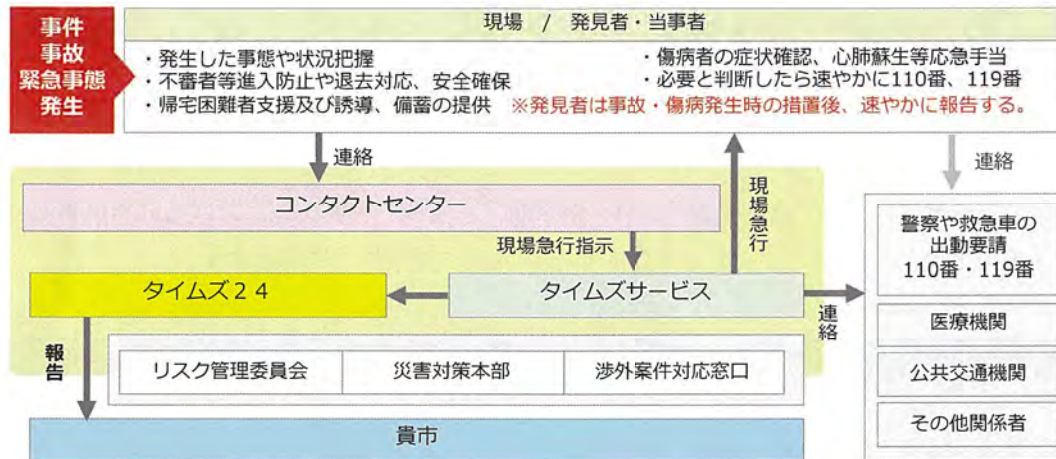 事件
事故
緊急事態
発生
現場 / 発見者・当事者
・発生した事態や状況把握
・不審者等進入防止や退去対応、安全確保
・帰宅困難者支援及び誘導、備蓄の提供
・傷病者の症状確認、心肺蘇生等応急手当
・必要と判断したら速やかに110番、119番
※発見者は事故・傷病発生時の措置後、速やかに報告する。
連絡
コンタクトセンター
現場急行指示
現場急行
連絡
タイムズ24
タイムズサービス
連絡
警察や救急車の
出動要請
110番・119番
医療機関
公共交通機関
その他関係者
報告
リスク管理委員会
災害対策本部
渉外案件対応窓口
貴市